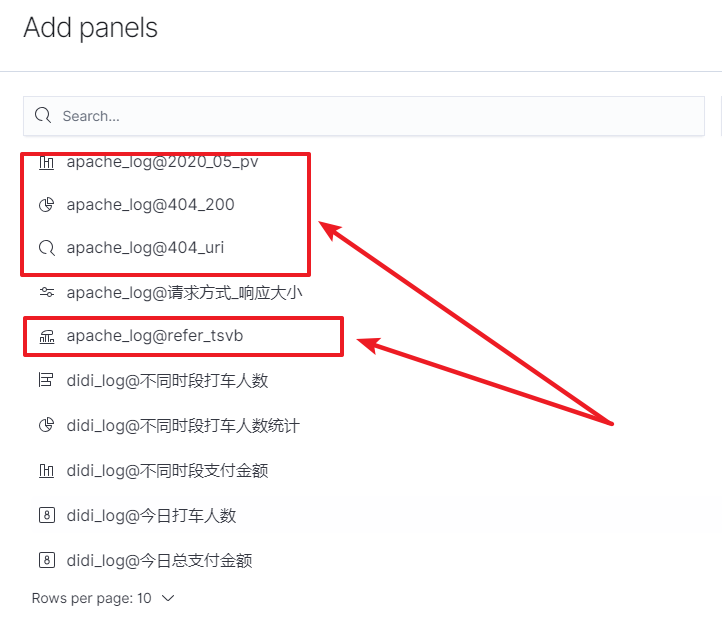 Add panels
Search...
apache_log@2020_05_pv
apache_log@404_200
apache_log@404_uri
apache_log@请求方式_响应大小
apache_log@refer_tsvb
didi_log@不同时段打车人数
didi_log@不同时段打车人数统计
didi_log@不同时段支付金额
8 didi_log@今日打车人数
8 didi_log@今日总支付金额
Rows per page: 10